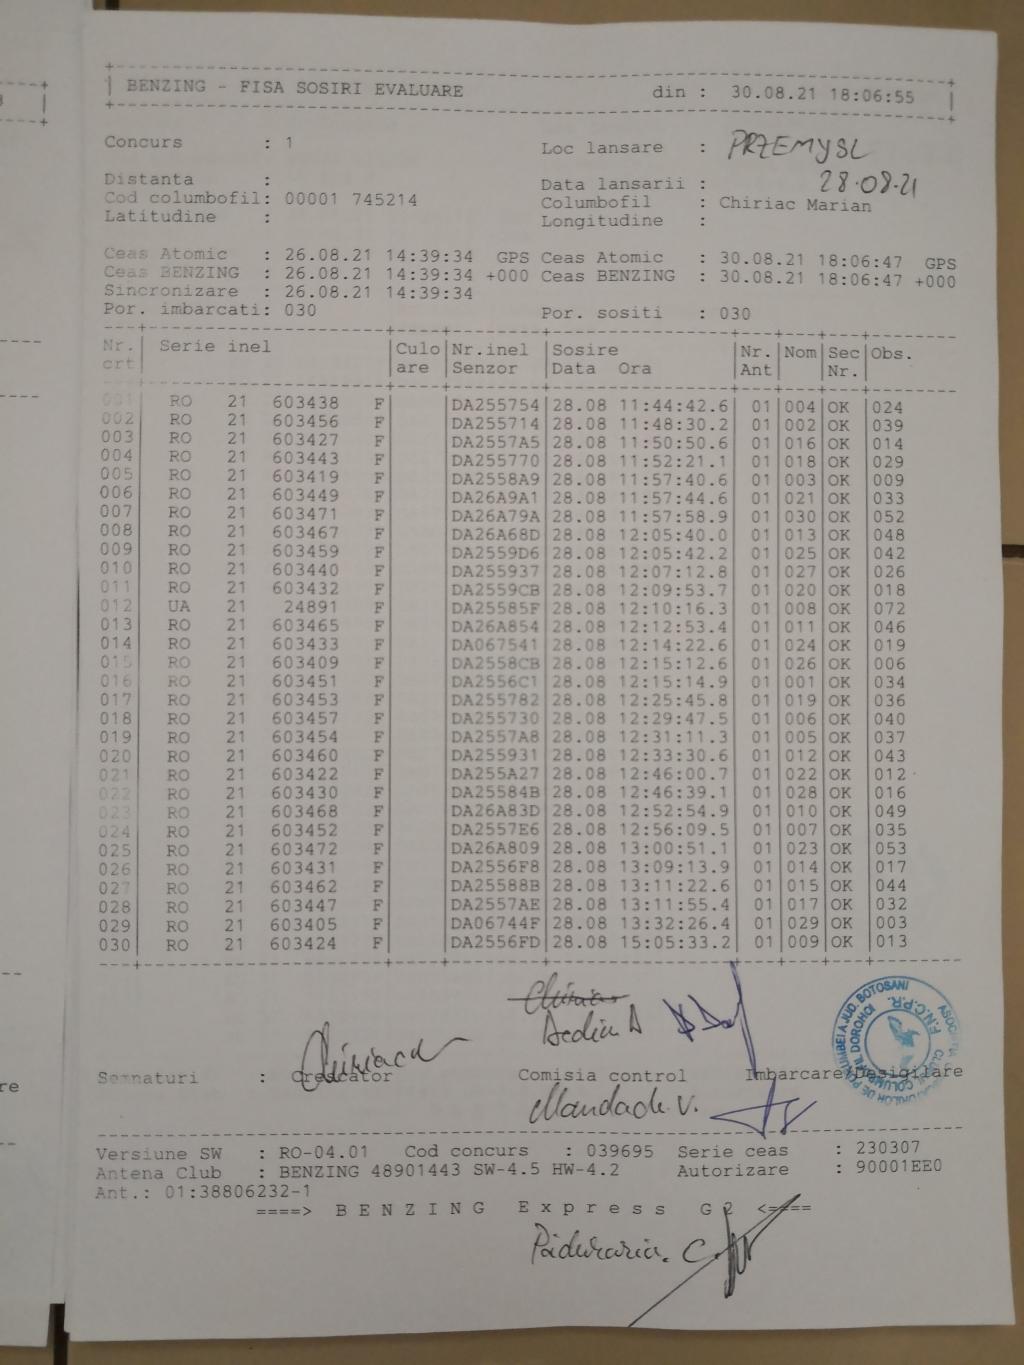 BENZING - FISA SOSIRI EVALUARE din : 30.08.21 18:06:55
Concurs : 1 Loc lansare : PRZEMYSL
Distanta : Data lansarii : 28.08.21
Cod columbofil: 00001 745214 Columbofil : Chiriac Marian
Latitudine : Longitudine :
Ceas Atomic : 26.08.21 14:39:34 GPS Ceas Atomic : 30.08.21 18:06:47 GPS
Ceas BENZING : 26.08.21 14:39:34 +000 Ceas BENZING : 30.08.21 18:06:47 +000
Sincronizare : 26.08.21 14:39:34
Por. imbarcati: 030 Por. sositi : 030
Nr. Serie inel Culo Nr.inel Sosire Nr. Nom Sec Obs.
crt are Senzor Data Ora Ant Nr.
001 RO 21 603438 F DA255754 28.08 11:44:42.6 01 004 OK 024
002 RO 21 603456 F DA255714 28.08 11:48:30.2 01 002 OK 039
003 RO 21 603427 F DA2557A5 28.08 11:50:50.6 01 016 OK 014
004 RO 21 603443 F DA255770 28.08 11:52:21.1 01 018 OK 029
005 RO 21 603419 F DA2558A9 28.08 11:57:40.6 01 003 OK 009
006 RO 21 603449 F DA26A9A1 28.08 11:57:44.6 01 021 OK 033
007 RO 21 603471 F DA26A79A 28.08 11:57:58.9 01 030 OK 052
008 RO 21 603467 F DA26A68D 28.08 12:05:40.0 01 013 OK 048
009 RO 21 603459 F DA2559D6 28.08 12:05:42.2 01 025 OK 042
010 RO 21 603440 F DA255937 28.08 12:07:12.8 01 027 OK 026
011 RO 21 603432 F DA2559CB 28.08 12:09:53.7 01 020 OK 018
012 UA 21 24891 F DA25585F 28.08 12:10:16.3 01 008 OK 072
013 RO 21 603465 F DA26A854 28.08 12:12:53.4 01 011 OK 046
014 RO 21 603433 F DA067541 28.08 12:14:22.6 01 024 OK 019
015 RO 21 603409 F DA2558CB 28.08 12:15:12.6 01 026 OK 006
016 RO 21 603451 F DA2556C1 28.08 12:15:14.9 01 001 OK 034
017 RO 21 603453 F DA255782 28.08 12:25:45.8 01 019 OK 036
018 RO 21 603457 F DA255730 28.08 12:29:47.5 01 006 OK 040
019 RO 21 603454 F DA2557A8 28.08 12:31:11.3 01 005 OK 037
020 RO 21 603460 F DA255931 28.08 12:33:30.6 01 012 OK 043
021 RO 21 603422 F DA255A27 28.08 12:46:00.7 01 022 OK 012
022 RO 21 603430 F DA25584B 28.08 12:46:39.1 01 028 OK 016
023 RO 21 603468 F DA26A83D 28.08 12:52:54.9 01 010 OK 049
024 RO 21 603452 F DA2557E6 28.08 12:56:09.5 01 007 OK 035
025 RO 21 603472 F DA26A809 28.08 13:00:51.1 01 023 OK 053
026 RO 21 603431 F DA2556F8 28.08 13:09:13.9 01 014 OK 017
027 RO 21 603462 F DA25588B 28.08 13:11:22.6 01 015 OK 044
028 RO 21 603447 F DA2557AE 28.08 13:11:55.4 01 017 OK 032
029 RO 21 603405 F DA06744F 28.08 13:32:26.4 01 029 OK 003
030 RO 21 603424 F DA2556FD 28.08 15:05:33.2 01 009 OK 013
Semnaturi : Crescator Comisia control Imbarcare/Desigilare
Versiune SW : RO-04.01 Cod concurs : 039695 Serie ceas : 230307
Antena Club : BENZING 48901443 SW-4.5 HW-4.2 Autorizare : 90001EE0
Ant.: 01:38806232-1
====> BENZING Express G2 <====